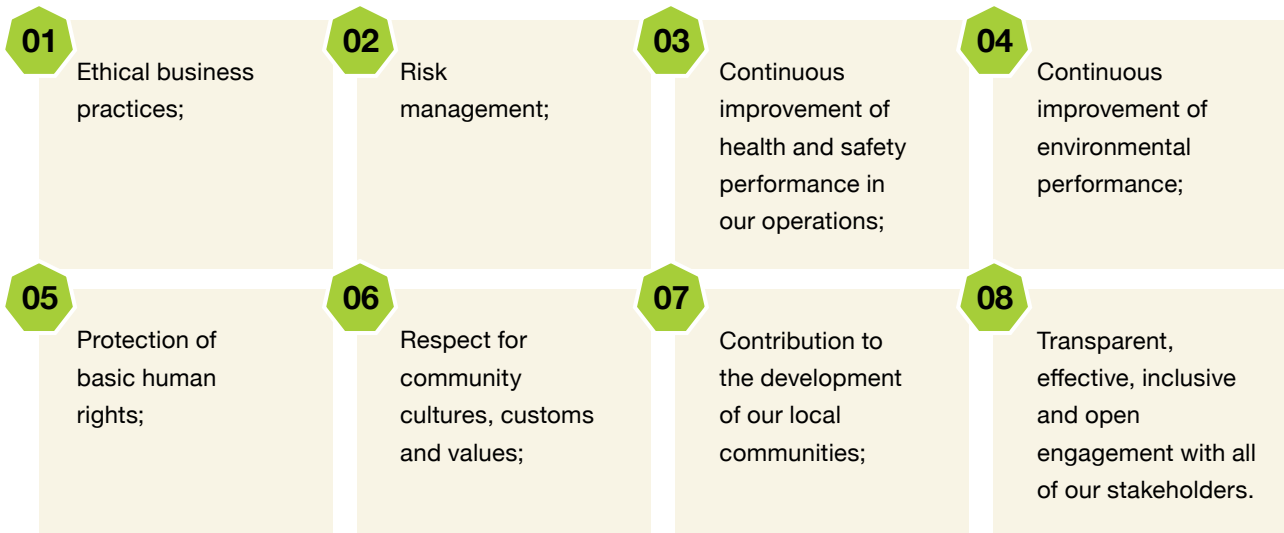 01
Ethical business
practices;
02
Risk
management;
03
Continuous
improvement of
health and safety
performance in
our operations;
04
Continuous
improvement of
environmental
performance;
05
Protection of
basic human
rights;
06
Respect for
community
cultures, customs
and values;
07
Contribution to
the development
of our local
communities;
08
Transparent,
effective, inclusive
and open
engagement with all
of our stakeholders.